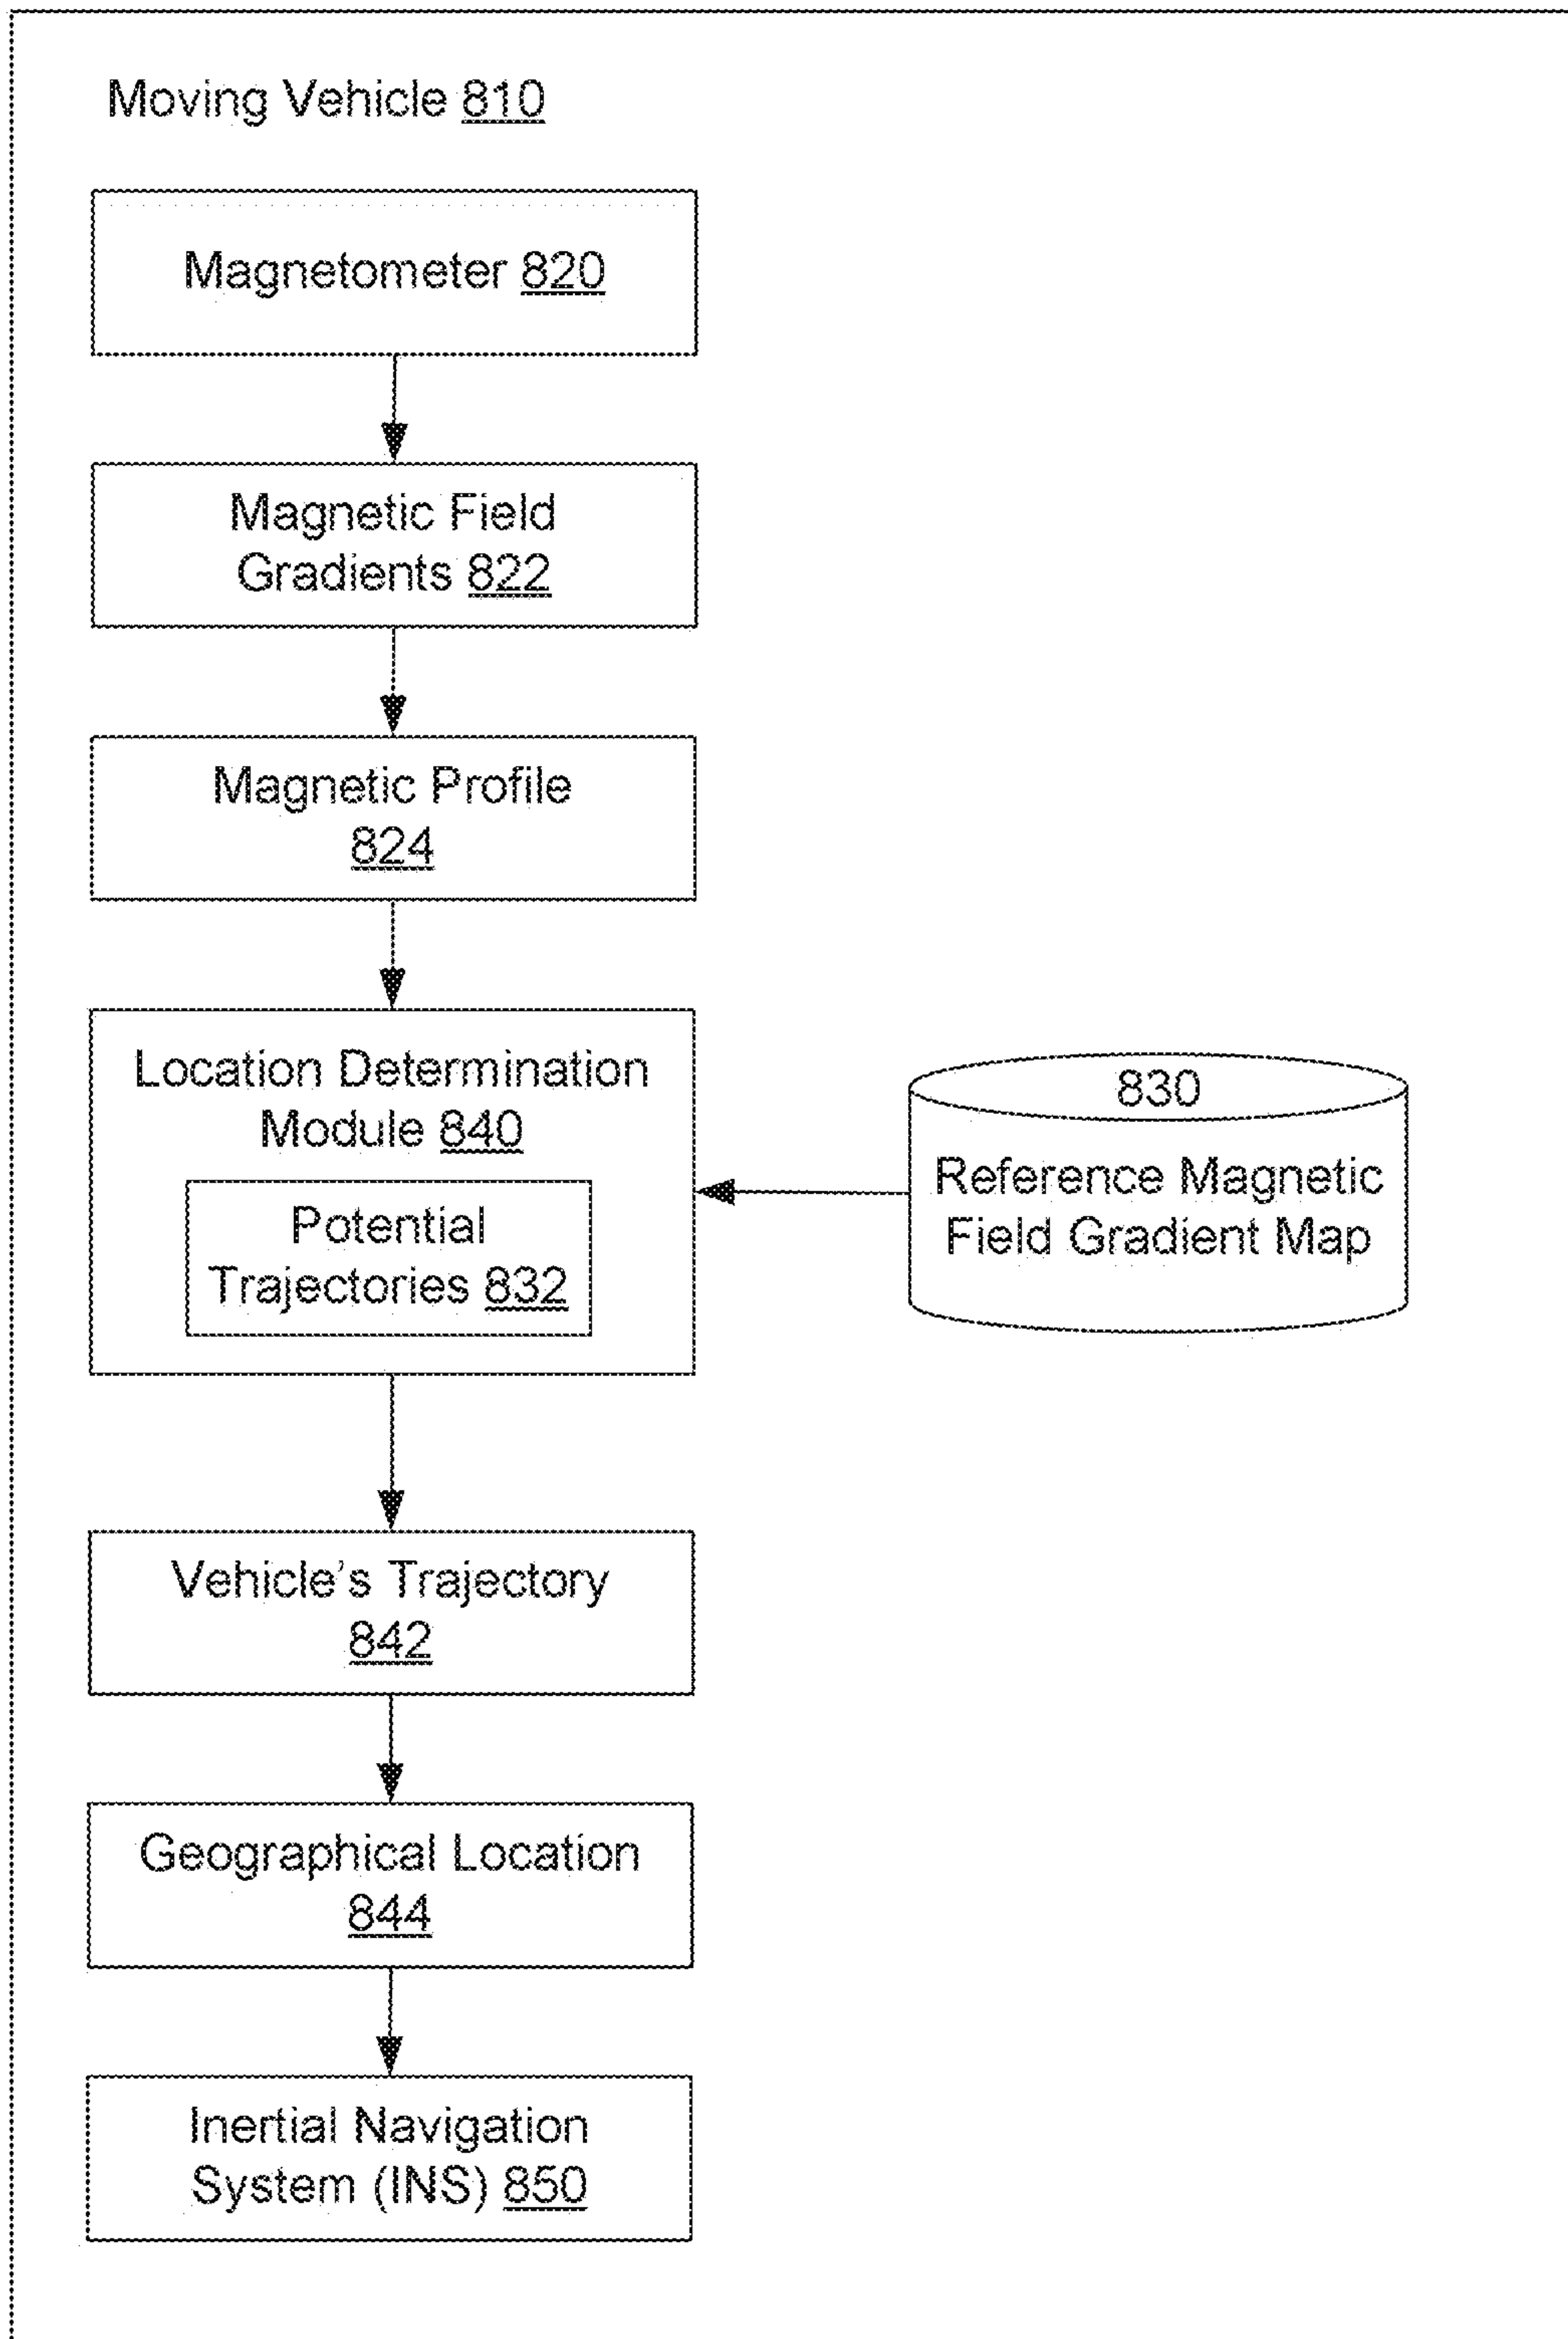 Moving Vehicle 810
Magnetometer 820
Magnetic Field
Gradients 822
Magnetic Profile
824
Location Determination
Module 840
Potential
Trajectories 832
830
Reference Magnetic
Field Gradient Map
Vehicle's Trajectory
842
Geographical Location
844
Inertial Navigation
System (INS) 850